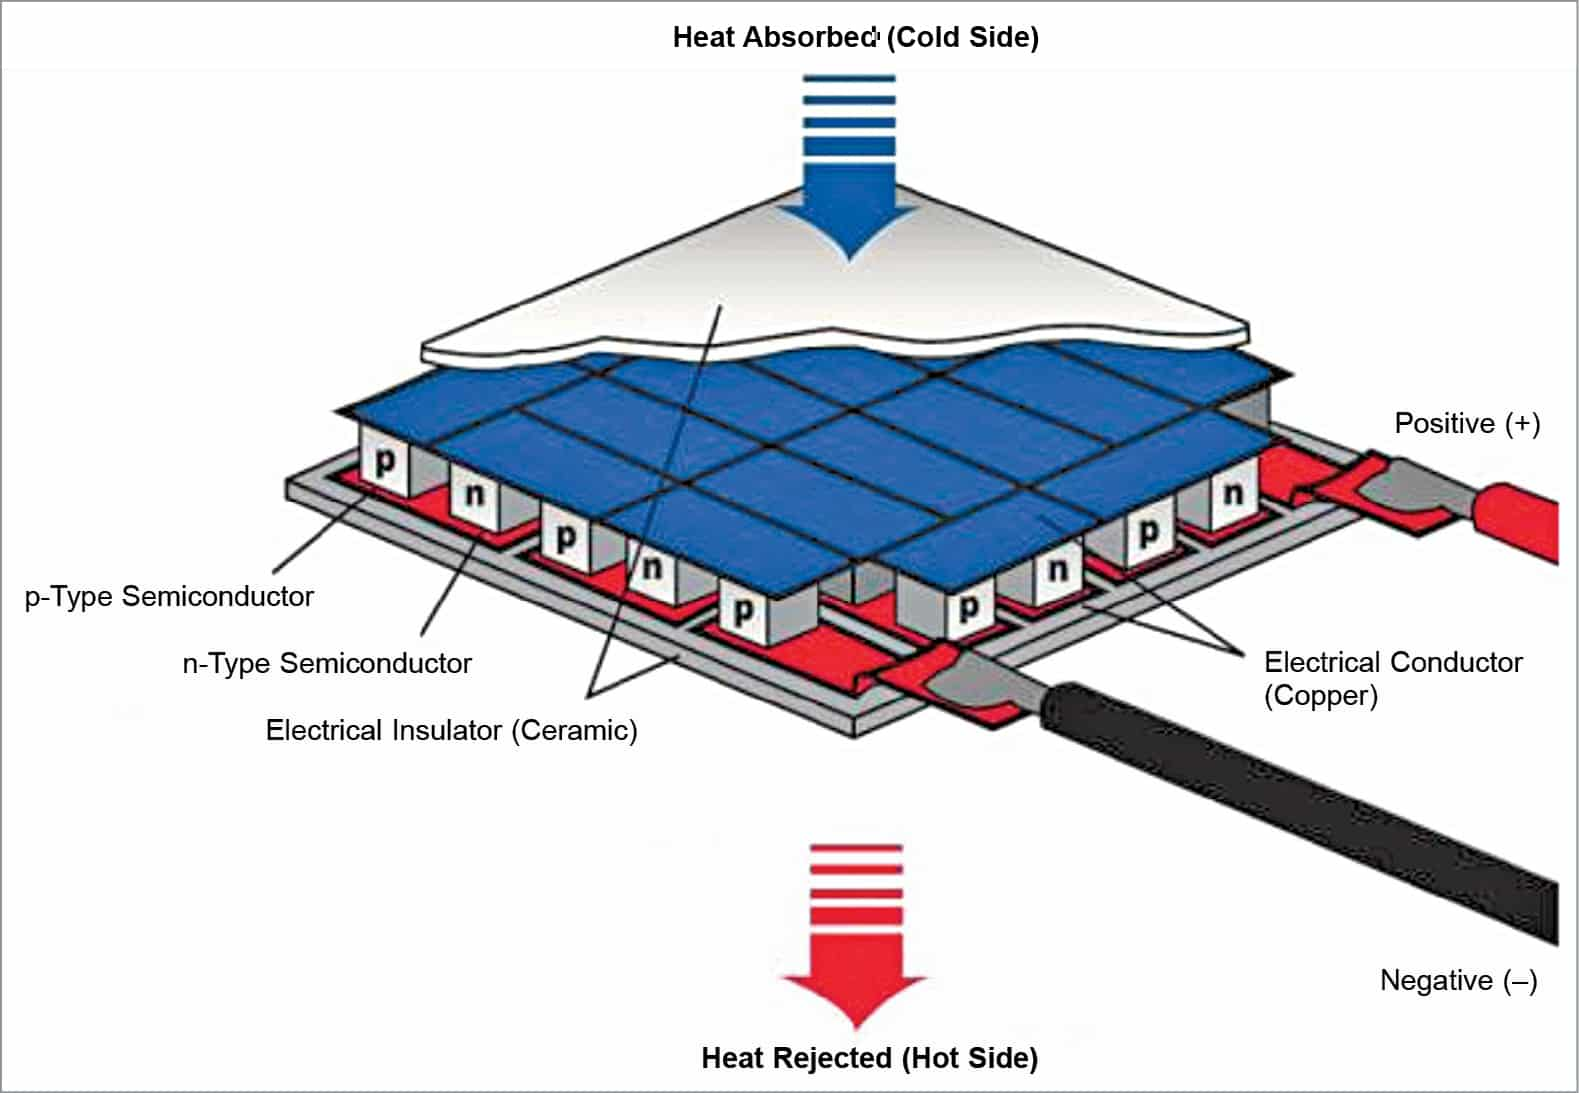 Heat Absorbed (Cold Side)
Positive (+)
p
n
p
n
p
p
n
p
n
p-Type Semiconductor
n-Type Semiconductor
Electrical Insulator (Ceramic)
Electrical Conductor
(Copper)
Negative (–)
Heat Rejected (Hot Side)